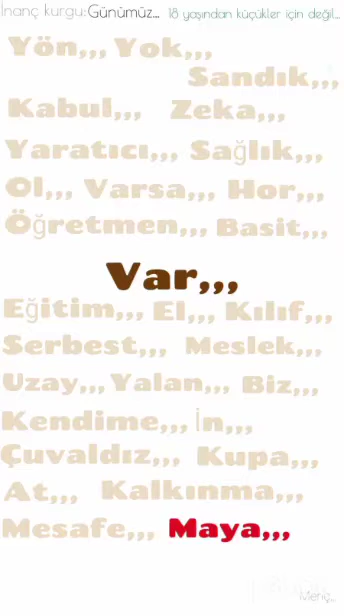 İnanç kurgu:Günümüz... 18 yaşından küçükler için değil...
Yön,,, Yok,,,
Sandık,,,
Kabul,,, Zeka,,,
Yaratıcı,,, Sağlık,,,
Ol,,, Varsa,,, Hor,,,
Öğretmen,,, Basit,,,
Var,,,
Eğitim,,, El,,, Kılıf,,,
Serbest,,, Meslek,,,
Uzay,,, Yalan,,, Biz,,,
Kendime,,, İn,,,
Çuvaldız,,, Kupa,,,
At,,, Kalkınma,,,
Mesafe,,, Maya,,,
Meriç...